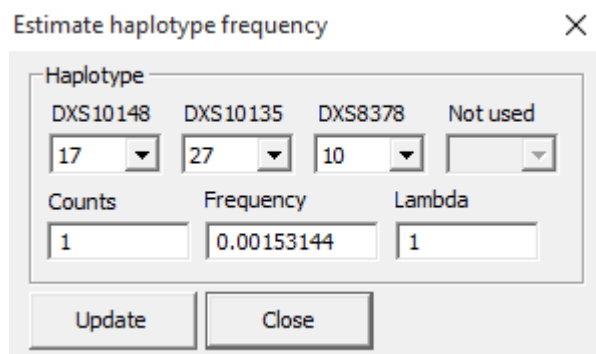 Estimate haplotype frequency
Haplotype
DXS10148 DXS10135 DXS8378 Not used
17 27 10
Counts Frequency Lambda
1 0.00153144 1
Update Close